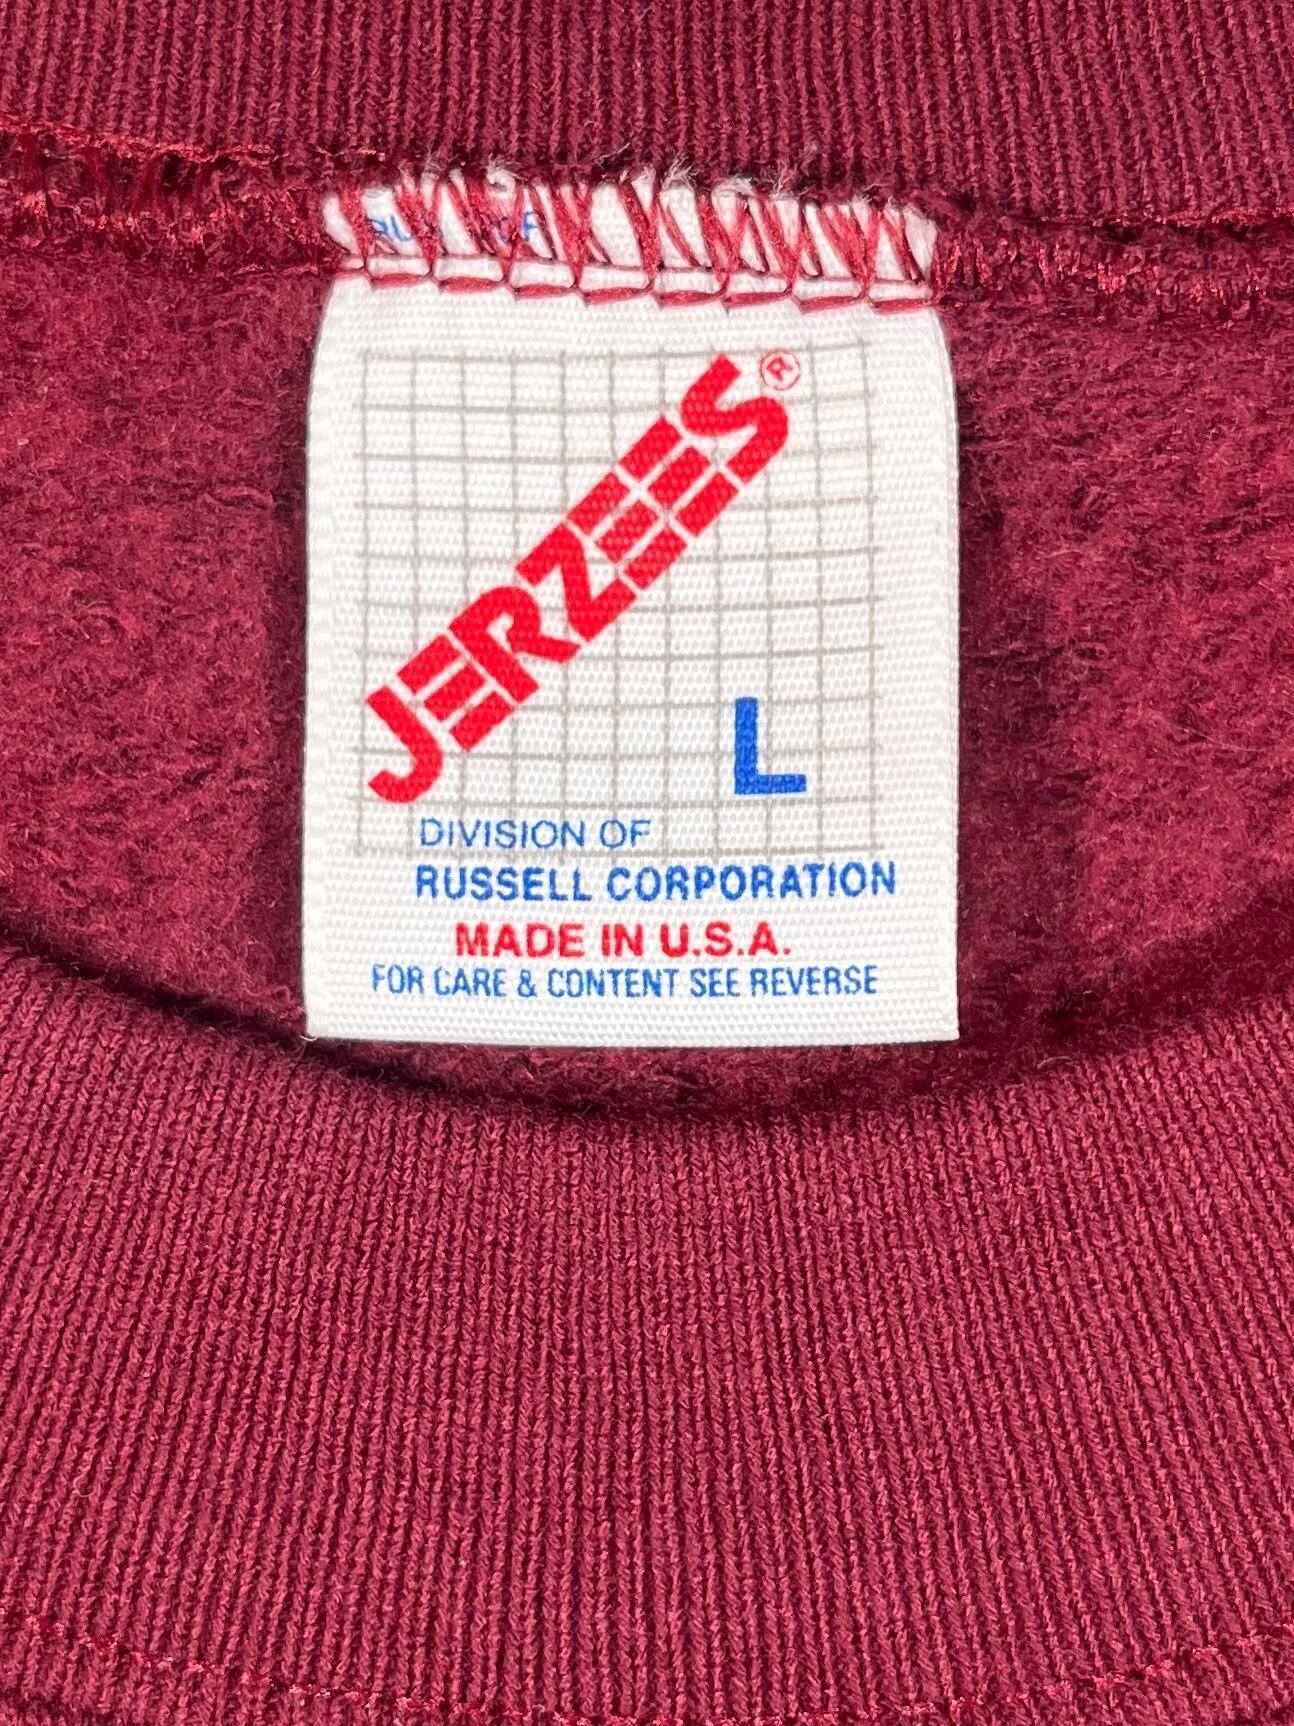 JERZEES®
L
DIVISION OF
RUSSELL CORPORATION
MADE IN U.S.A.
FOR CARE & CONTENT SEE REVERSE